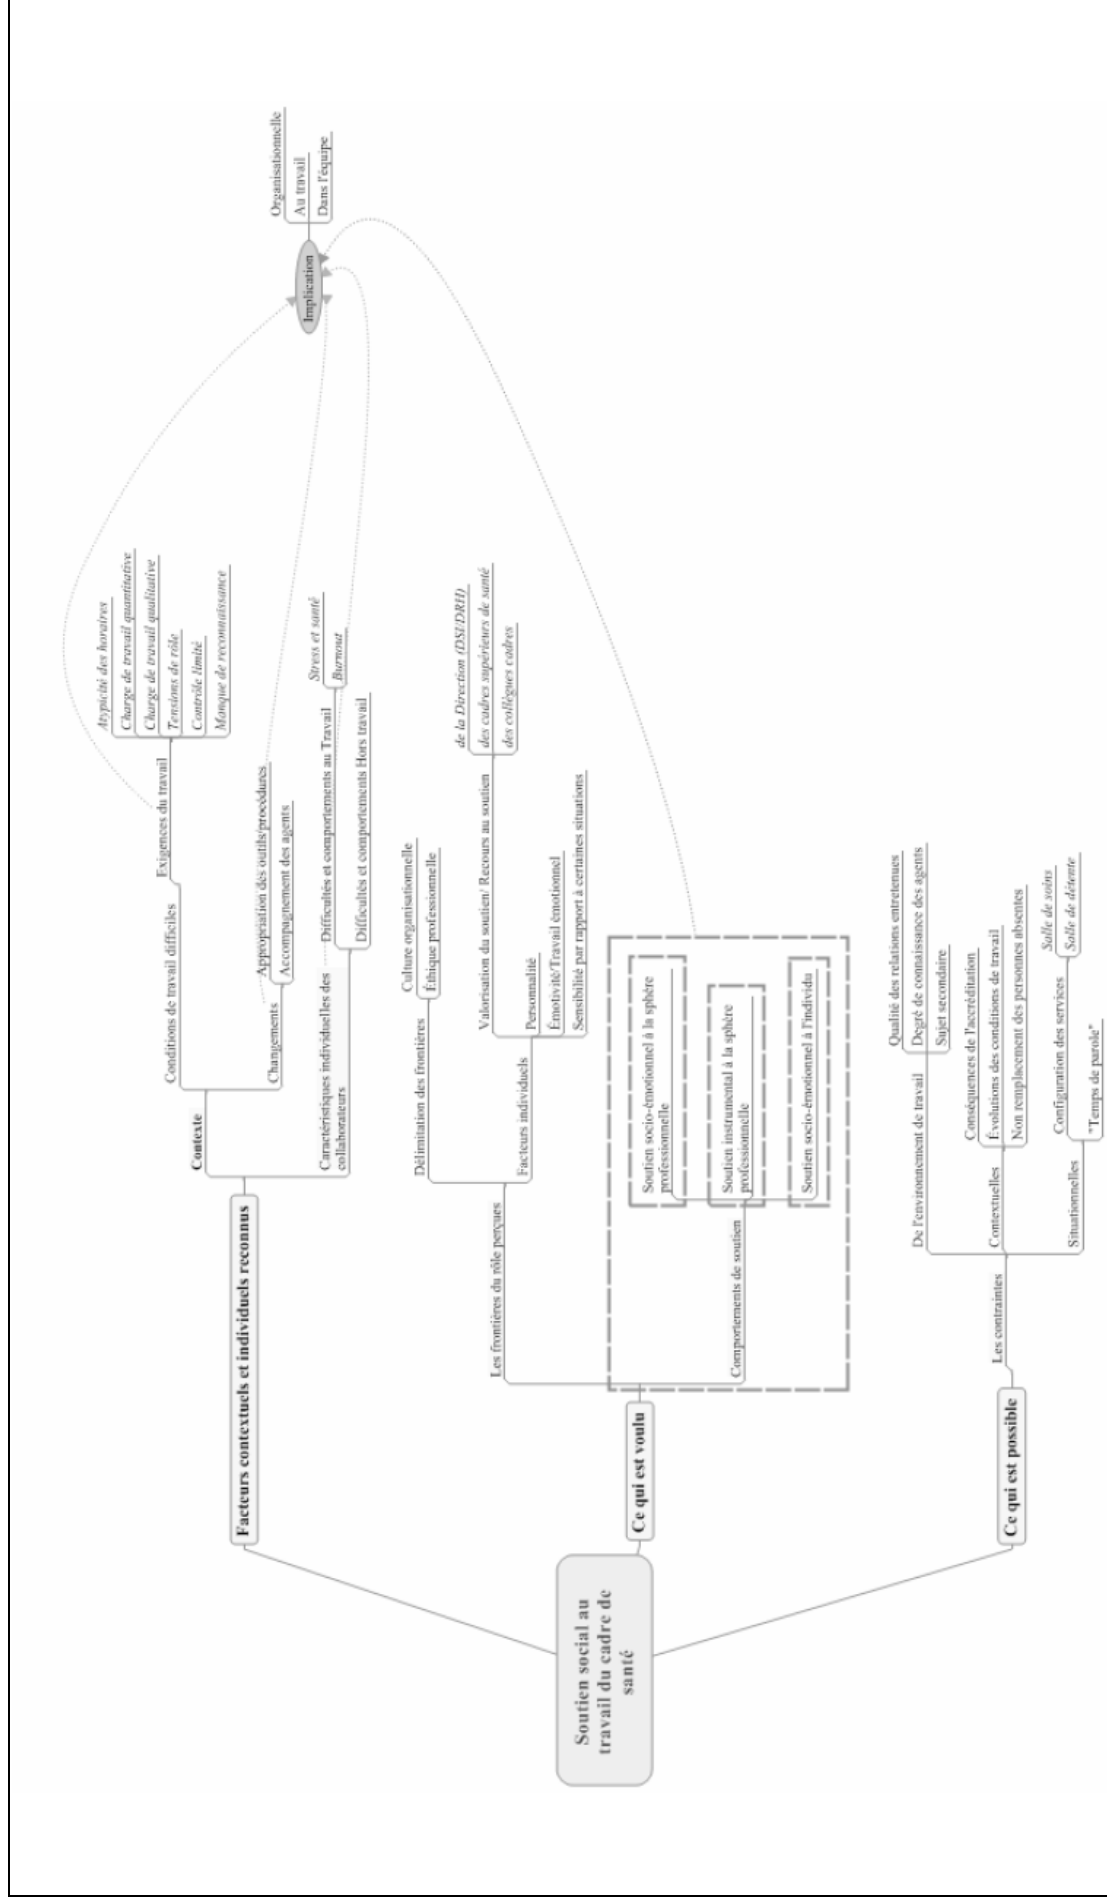 Soutien social au
travail du cadre de
santé
Facteurs contextuels et individuels reconnus
Contexte
Conditions de travail difficiles
Exigences du travail
Atypicité des horaires
Charge de travail quantitative
Charge de travail qualitative
Tensions de rôle
Contrôle limité
Manque de reconnaissance
Changements
Appropriation des outils/procédures
Accompagnement des agents
Caractéristiques individuelles des
collaborateurs
Difficultés et comportements au Travail
Stress et santé
Burnout
Difficultés et comportements Hors travail
Implication
Organisationnelle
Au travail
Dans l'équipe
Ce qui est voulu
Les frontières du rôle perçues
Délimitation des frontières
Culture organisationnelle
Éthique professionnelle
Facteurs individuels
Valorisation du soutien/ Recours au soutien
de la Direction (DSI/DRH)
des cadres supérieurs de santé
des collègues cadres
Personnalité
Émotivité/Travail émotionnel
Sensibilité par rapport à certaines situations
Comportements de soutien
Soutien socio-émotionnel à la sphère
professionnelle
Soutien instrumental à la sphère
professionnelle
Soutien socio-émotionnel à l'individu
Ce qui est possible
Les contraintes
De l'environnement de travail
Qualité des relations entretenues
Degré de connaissance des agents
Sujet secondaire
Contextuelles
Conséquences de l'accréditation
Évolutions des conditions de travail
Non remplacement des personnes absentes
Situationnelles
Configuration des services
Salle de soins
Salle de détente
"Temps de parole"